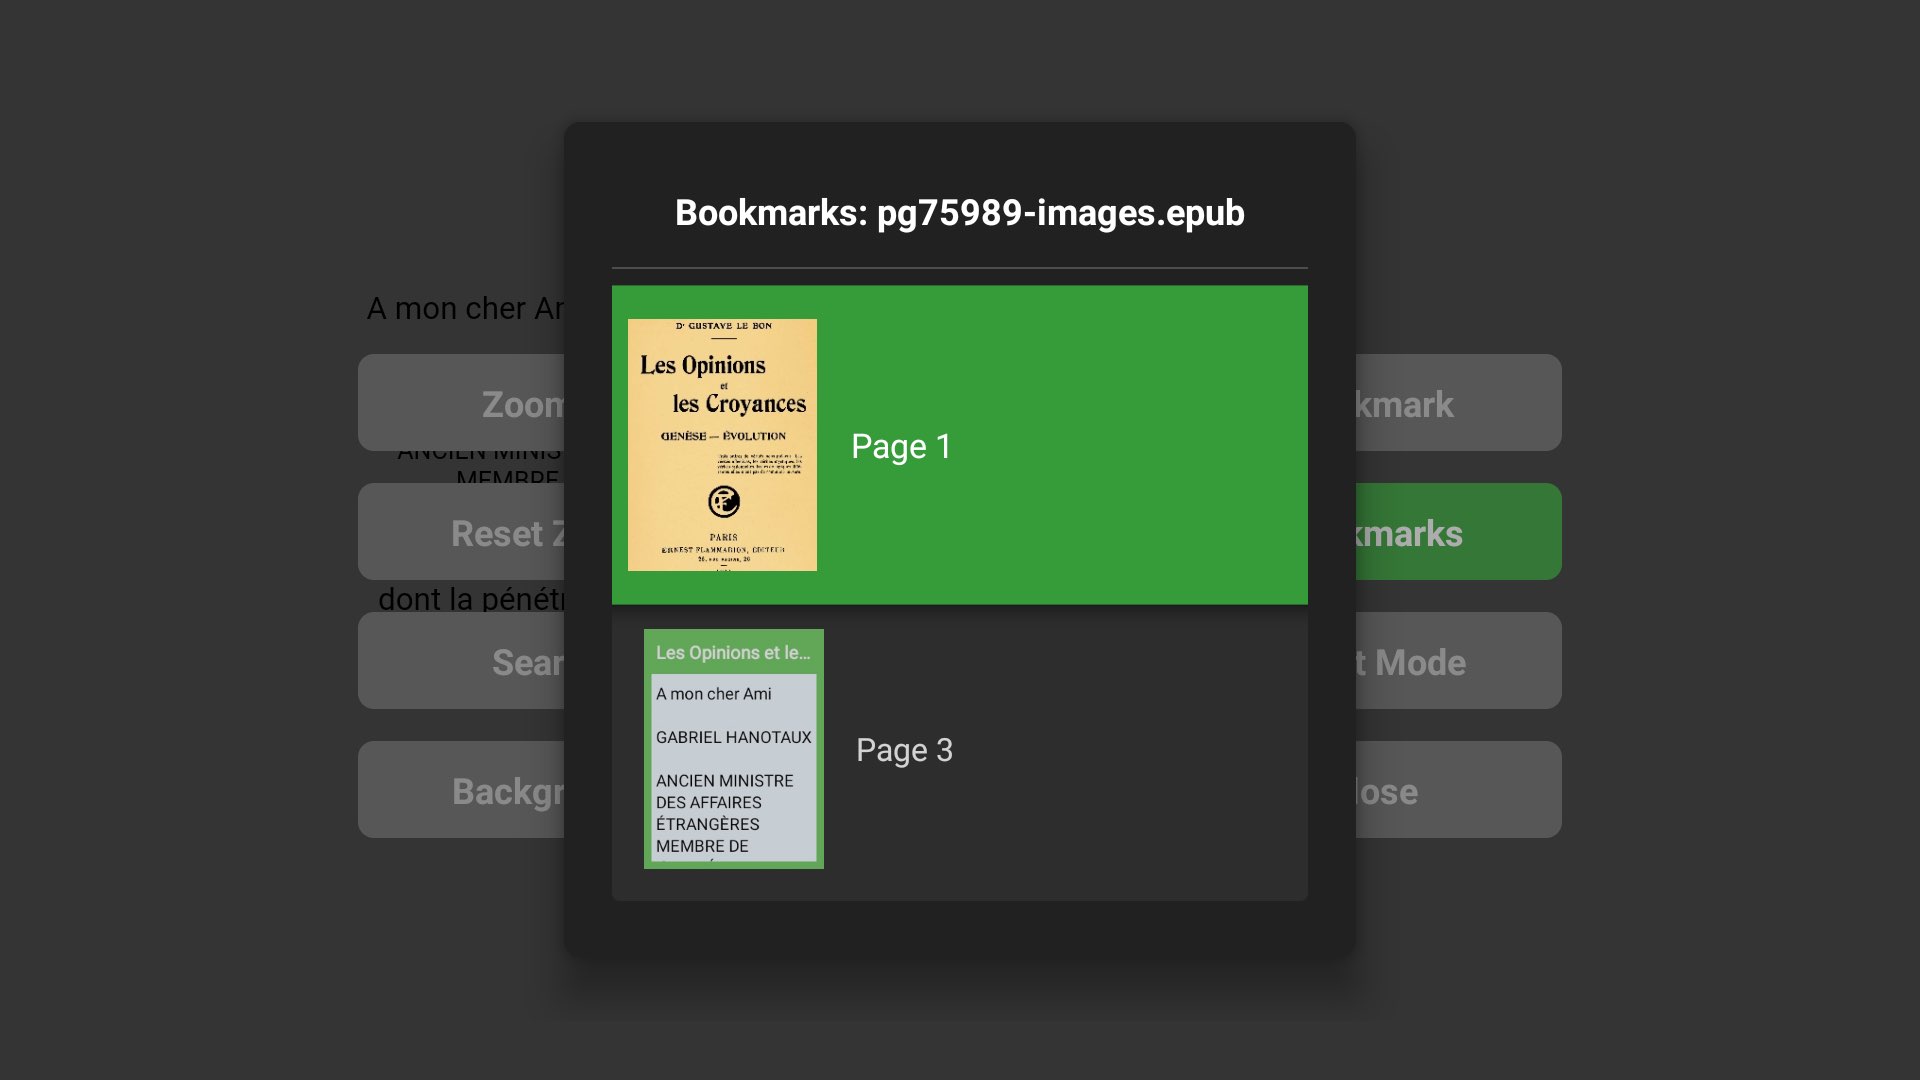 Bookmarks: pg75989-images.epub
Dr GUSTAVE LE BON
Les Opinions
et
les Croyances
GENÈSE — ÉVOLUTION
PARIS
ERNEST FLAMMARION, ÉDITEUR
26, RUE RACINE, 26
Page 1
Les Opinions et le...
A mon cher Ami
GABRIEL HANOTAUX
ANCIEN MINISTRE
DES AFFAIRES
ÉTRANGÈRES
MEMBRE DE
Page 3
A mon cher Am
Zoom
kmark
ANCIEN MINIS
MEMBRE
Reset Z
kmarks
dont la pénétr
Sear
t Mode
Backgr
lose